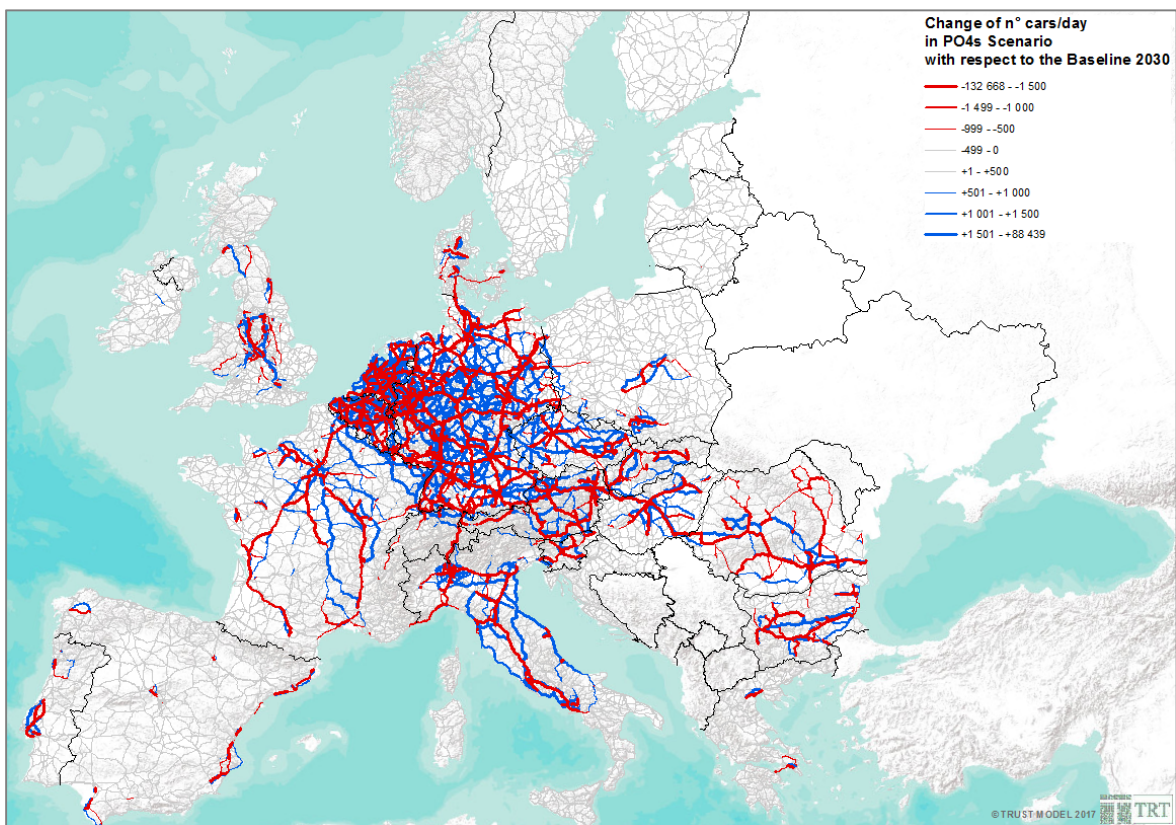 Change of n° cars/day
in PO4s Scenario
with respect to the Baseline 2030
-132 668 - -1 500
-1 499 - -1 000
-999 - -500
-499 - 0
+1 - +500
+501 - +1 000
+1 001 - +1 500
+1 501 - +88 439
©TRUST MODEL 2017
TRT